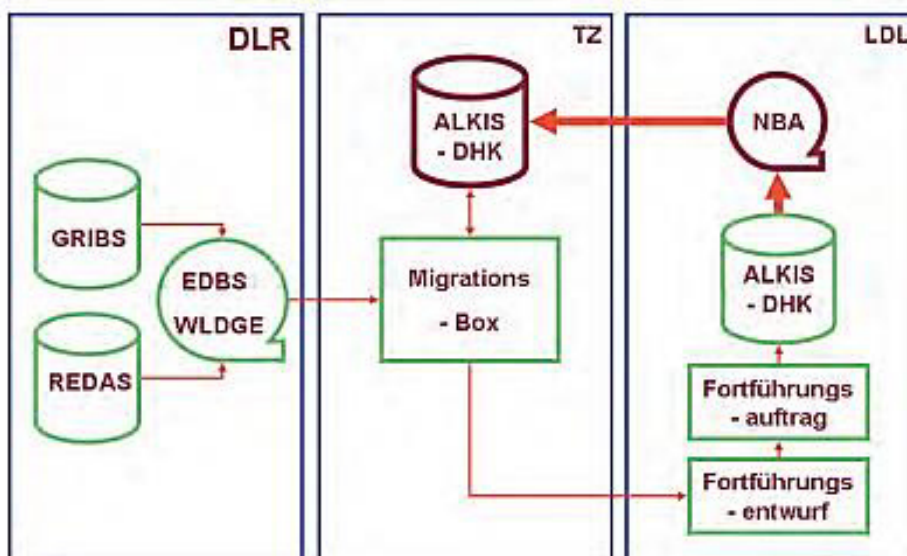 DLR
GRIBS
EDBS
WLDGE
REDAS
TZ
ALKIS
- DHK
Migrations
- Box
LDL
NBA
ALKIS
- DHK
Fortführungs
- auftrag
Fortführungs
- entwurf